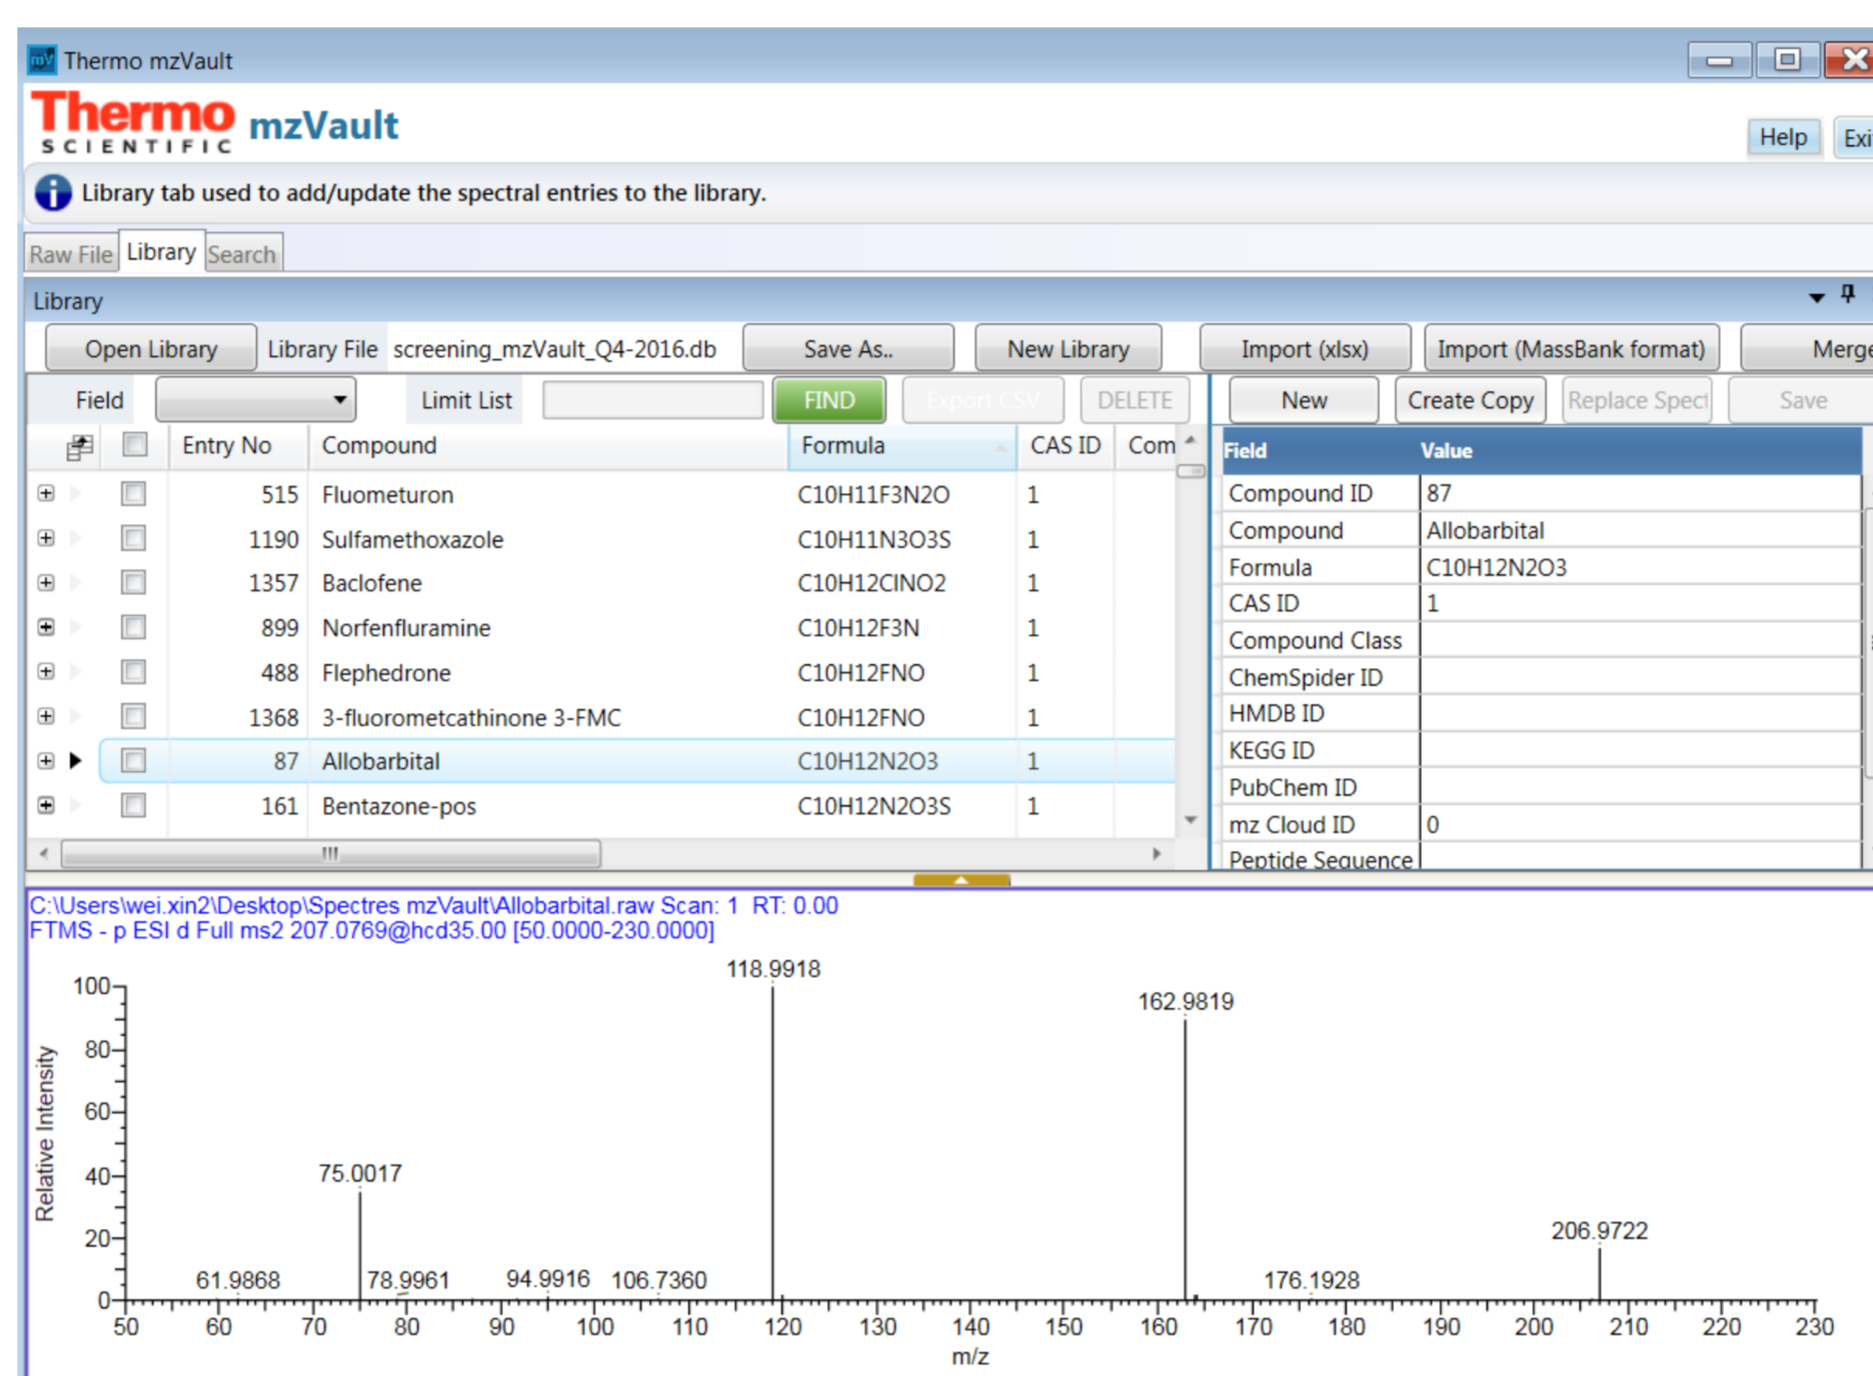 Thermo mzVault
Thermo
SCIENTIFIC
mzVault
Help
Library tab used to add/update the spectral entries to the library.
Raw File Library Search
Library
Open Library Library File screening_mzVault_Q4-2016.db Save As.. New Library Import (xlsx) Import (MassBank format) Merge
Field Limit List FIND Export CSV DELETE New Create Copy Replace Spect Save
Entry No Compound Formula CAS ID Com Field Value
515 Fluometuron C10H11F3N2O 1
1190 Sulfamethoxazole C10H11N3O3S 1
1357 Baclofene C10H12ClNO2 1
899 Norfenfluramine C10H12F3N 1
488 Flephedrone C10H12FNO 1
1368 3-fluorometcathinone 3-FMC C10H12FNO 1
87 Allobarbital C10H12N2O3 1
161 Bentazone-pos C10H12N2O3S 1
Compound ID 87
Compound Allobarbital
Formula C10H12N2O3
CAS ID 1
Compound Class
ChemSpider ID
HMDB ID
KEGG ID
PubChem ID
mz Cloud ID 0
Peptide Sequence
C:\Users\wei.xin2\Desktop\Spectres mzVault\Allobarbital.raw Scan: 1 RT: 0.00
FTMS - p ESI d Full ms2 207.0769@hcd35.00 [50.0000-230.0000]
118.9918
162.9819
75.0017
206.9722
61.9868 78.9961 94.9916 106.7360 176.1928
Relative Intensity
100
80
60
40
20
0
50 60 70 80 90 100 110 120 130 140 150 160 170 180 190 200 210 220 230
m/z